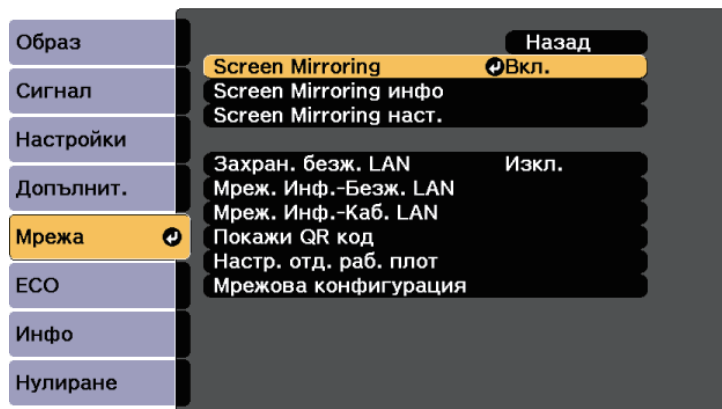 Образ
Сигнал
Настройки
Допълнит.
Мрежа
ECO
Инфо
Нулиране
Назад
Screen Mirroring Вкл.
Screen Mirroring инфо
Screen Mirroring наст.
Захран. безж. LAN Изкл.
Мреж. Инф.-Безж. LAN
Мреж. Инф.-Каб. LAN
Покажи QR код
Настр. отд. раб. плот
Мрежова конфигурация